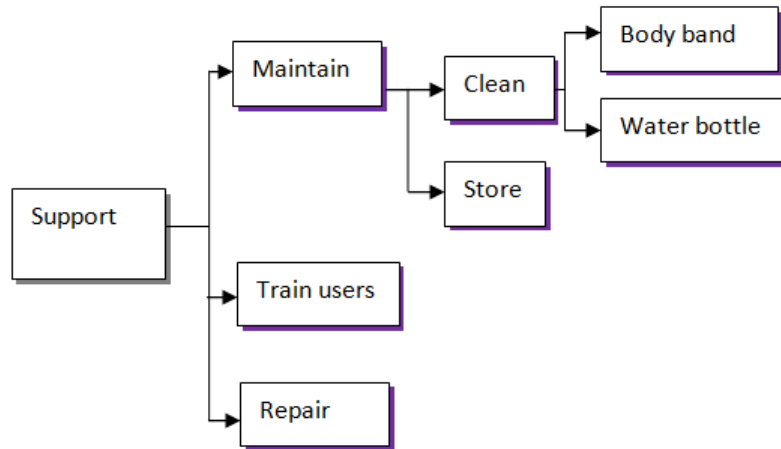 Body band
Maintain
Clean
Water bottle
Store
Support
Train users
Repair